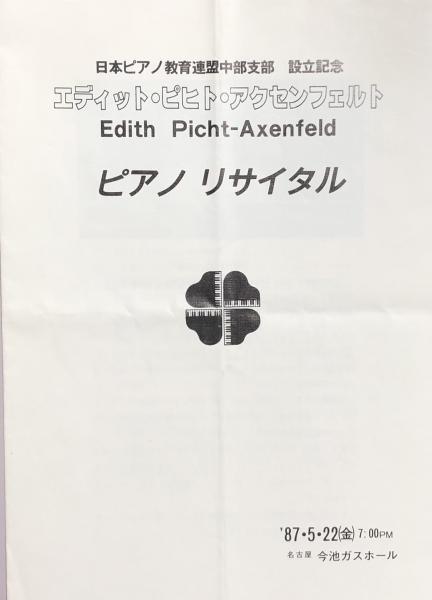 日本ピアノ教育連盟中部支部 設立記念
エディット・ピヒト・アクセンフェルト
Edith Picht-Axenfeld
ピアノ リサイタル
'87・5・22(金) 7:00PM
名古屋 今池ガスホール